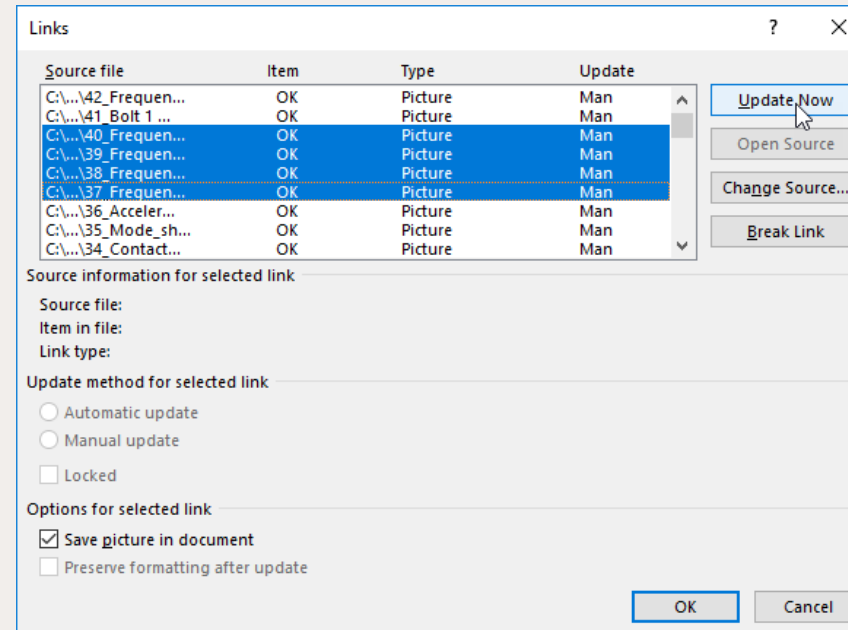 Links ?
Source file Item Type Update
C:\...\42_Frequen... OK Picture Man
C:\...\41_Bolt 1 ... OK Picture Man
C:\...\40_Frequen... OK Picture Man
C:\...\39_Frequen... OK Picture Man
C:\...\38_Frequen... OK Picture Man
C:\...\37_Frequen... OK Picture Man
C:\...\36_Acceler... OK Picture Man
C:\...\35_Mode_sh... OK Picture Man
C:\...\34_Contact... OK Picture Man
Update Now
Open Source
Change Source...
Break Link
Source information for selected link
Source file:
Item in file:
Link type:
Update method for selected link
Automatic update
Manual update
Locked
Options for selected link
Save picture in document
Preserve formatting after update
OK Cancel